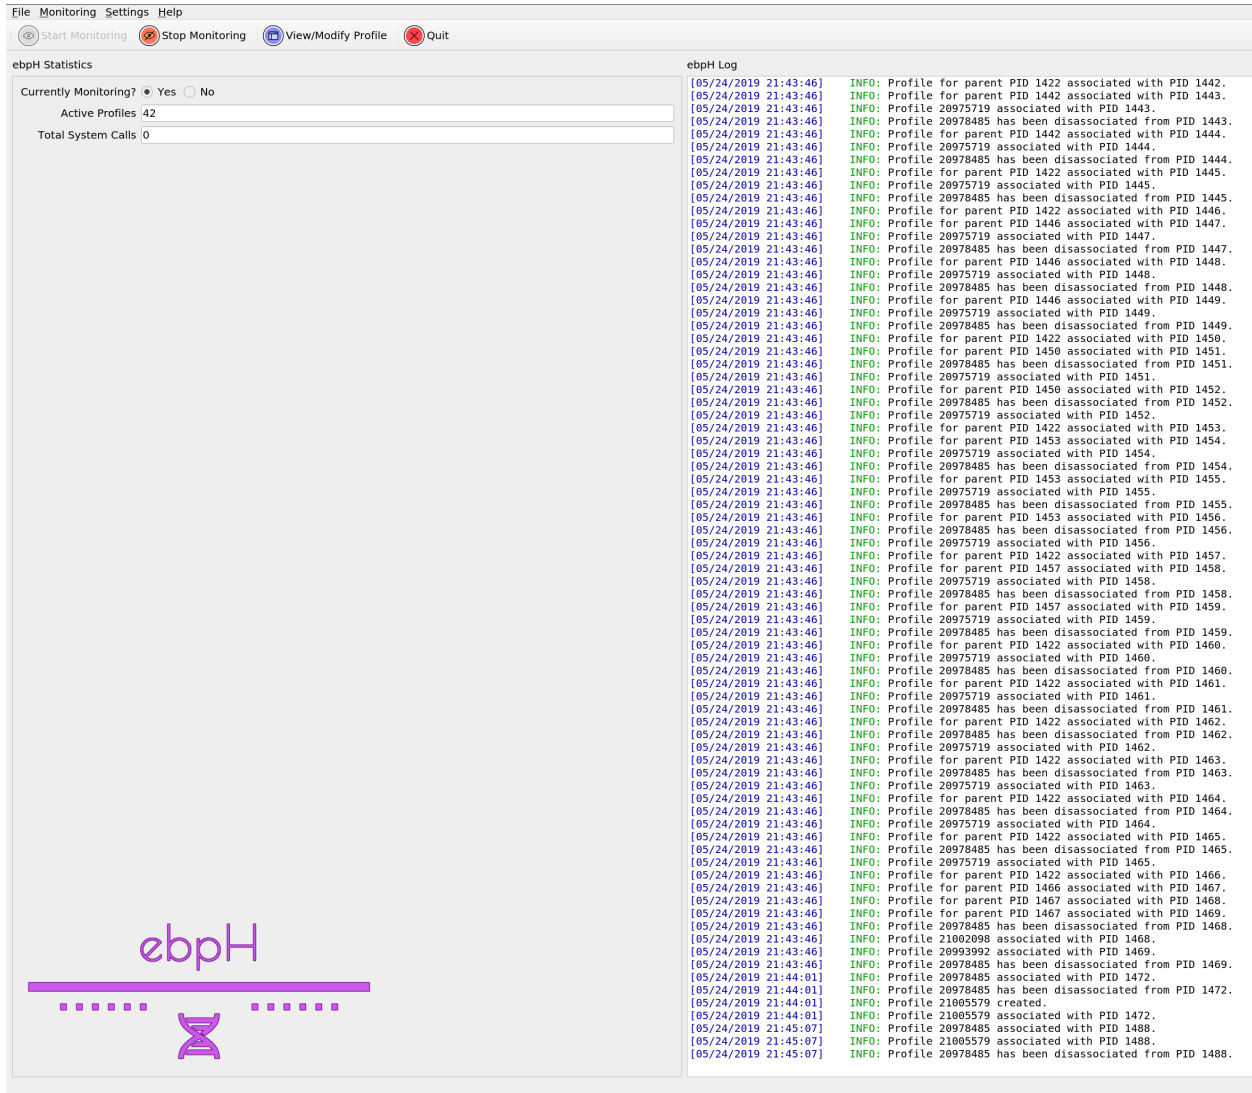 File Monitoring Settings Help
Start Monitoring Stop Monitoring View/Modify Profile Quit
ebpH Statistics
Currently Monitoring? Yes No
Active Profiles 42
Total System Calls 0
ebpH
ebpH Log
[05/24/2019 21:43:46] INFO: Profile for parent PID 1422 associated with PID 1442.
[05/24/2019 21:43:46] INFO: Profile for parent PID 1442 associated with PID 1443.
[05/24/2019 21:43:46] INFO: Profile 20975719 associated with PID 1443.
[05/24/2019 21:43:46] INFO: Profile 20978485 has been disassociated from PID 1443.
[05/24/2019 21:43:46] INFO: Profile for parent PID 1442 associated with PID 1444.
[05/24/2019 21:43:46] INFO: Profile 20975719 associated with PID 1444.
[05/24/2019 21:43:46] INFO: Profile 20978485 has been disassociated from PID 1444.
[05/24/2019 21:43:46] INFO: Profile for parent PID 1422 associated with PID 1445.
[05/24/2019 21:43:46] INFO: Profile 20975719 associated with PID 1445.
[05/24/2019 21:43:46] INFO: Profile 20978485 has been disassociated from PID 1445.
[05/24/2019 21:43:46] INFO: Profile for parent PID 1422 associated with PID 1446.
[05/24/2019 21:43:46] INFO: Profile for parent PID 1446 associated with PID 1447.
[05/24/2019 21:43:46] INFO: Profile 20975719 associated with PID 1447.
[05/24/2019 21:43:46] INFO: Profile 20978485 has been disassociated from PID 1447.
[05/24/2019 21:43:46] INFO: Profile for parent PID 1446 associated with PID 1448.
[05/24/2019 21:43:46] INFO: Profile 20975719 associated with PID 1448.
[05/24/2019 21:43:46] INFO: Profile 20978485 has been disassociated from PID 1448.
[05/24/2019 21:43:46] INFO: Profile for parent PID 1446 associated with PID 1449.
[05/24/2019 21:43:46] INFO: Profile 20975719 associated with PID 1449.
[05/24/2019 21:43:46] INFO: Profile 20978485 has been disassociated from PID 1449.
[05/24/2019 21:43:46] INFO: Profile for parent PID 1422 associated with PID 1450.
[05/24/2019 21:43:46] INFO: Profile for parent PID 1450 associated with PID 1451.
[05/24/2019 21:43:46] INFO: Profile 20978485 has been disassociated from PID 1451.
[05/24/2019 21:43:46] INFO: Profile 20975719 associated with PID 1451.
[05/24/2019 21:43:46] INFO: Profile for parent PID 1450 associated with PID 1452.
[05/24/2019 21:43:46] INFO: Profile 20978485 has been disassociated from PID 1452.
[05/24/2019 21:43:46] INFO: Profile 20975719 associated with PID 1452.
[05/24/2019 21:43:46] INFO: Profile for parent PID 1422 associated with PID 1453.
[05/24/2019 21:43:46] INFO: Profile for parent PID 1453 associated with PID 1454.
[05/24/2019 21:43:46] INFO: Profile 20975719 associated with PID 1454.
[05/24/2019 21:43:46] INFO: Profile 20978485 has been disassociated from PID 1454.
[05/24/2019 21:43:46] INFO: Profile for parent PID 1453 associated with PID 1455.
[05/24/2019 21:43:46] INFO: Profile 20975719 associated with PID 1455.
[05/24/2019 21:43:46] INFO: Profile 20978485 has been disassociated from PID 1455.
[05/24/2019 21:43:46] INFO: Profile for parent PID 1453 associated with PID 1456.
[05/24/2019 21:43:46] INFO: Profile 20978485 has been disassociated from PID 1456.
[05/24/2019 21:43:46] INFO: Profile 20975719 associated with PID 1456.
[05/24/2019 21:43:46] INFO: Profile for parent PID 1422 associated with PID 1457.
[05/24/2019 21:43:46] INFO: Profile for parent PID 1457 associated with PID 1458.
[05/24/2019 21:43:46] INFO: Profile 20975719 associated with PID 1458.
[05/24/2019 21:43:46] INFO: Profile 20978485 has been disassociated from PID 1458.
[05/24/2019 21:43:46] INFO: Profile for parent PID 1457 associated with PID 1459.
[05/24/2019 21:43:46] INFO: Profile 20975719 associated with PID 1459.
[05/24/2019 21:43:46] INFO: Profile 20978485 has been disassociated from PID 1459.
[05/24/2019 21:43:46] INFO: Profile for parent PID 1422 associated with PID 1460.
[05/24/2019 21:43:46] INFO: Profile 20975719 associated with PID 1460.
[05/24/2019 21:43:46] INFO: Profile 20978485 has been disassociated from PID 1460.
[05/24/2019 21:43:46] INFO: Profile for parent PID 1422 associated with PID 1461.
[05/24/2019 21:43:46] INFO: Profile 20975719 associated with PID 1461.
[05/24/2019 21:43:46] INFO: Profile 20978485 has been disassociated from PID 1461.
[05/24/2019 21:43:46] INFO: Profile for parent PID 1422 associated with PID 1462.
[05/24/2019 21:43:46] INFO: Profile 20978485 has been disassociated from PID 1462.
[05/24/2019 21:43:46] INFO: Profile 20975719 associated with PID 1462.
[05/24/2019 21:43:46] INFO: Profile for parent PID 1422 associated with PID 1463.
[05/24/2019 21:43:46] INFO: Profile 20978485 has been disassociated from PID 1463.
[05/24/2019 21:43:46] INFO: Profile 20975719 associated with PID 1463.
[05/24/2019 21:43:46] INFO: Profile for parent PID 1422 associated with PID 1464.
[05/24/2019 21:43:46] INFO: Profile 20978485 has been disassociated from PID 1464.
[05/24/2019 21:43:46] INFO: Profile 20975719 associated with PID 1464.
[05/24/2019 21:43:46] INFO: Profile for parent PID 1422 associated with PID 1465.
[05/24/2019 21:43:46] INFO: Profile 20978485 has been disassociated from PID 1465.
[05/24/2019 21:43:46] INFO: Profile 20975719 associated with PID 1465.
[05/24/2019 21:43:46] INFO: Profile for parent PID 1422 associated with PID 1466.
[05/24/2019 21:43:46] INFO: Profile for parent PID 1466 associated with PID 1467.
[05/24/2019 21:43:46] INFO: Profile for parent PID 1467 associated with PID 1468.
[05/24/2019 21:43:46] INFO: Profile for parent PID 1467 associated with PID 1469.
[05/24/2019 21:43:46] INFO: Profile 20978485 has been disassociated from PID 1468.
[05/24/2019 21:43:46] INFO: Profile 21002098 associated with PID 1468.
[05/24/2019 21:43:46] INFO: Profile 20993992 associated with PID 1469.
[05/24/2019 21:43:46] INFO: Profile 20978485 has been disassociated from PID 1469.
[05/24/2019 21:44:01] INFO: Profile 20978485 associated with PID 1472.
[05/24/2019 21:44:01] INFO: Profile 20978485 has been disassociated from PID 1472.
[05/24/2019 21:44:01] INFO: Profile 21005579 created.
[05/24/2019 21:44:01] INFO: Profile 21005579 associated with PID 1472.
[05/24/2019 21:45:07] INFO: Profile 20978485 associated with PID 1488.
[05/24/2019 21:45:07] INFO: Profile 21005579 associated with PID 1488.
[05/24/2019 21:45:07] INFO: Profile 20978485 has been disassociated from PID 1488.